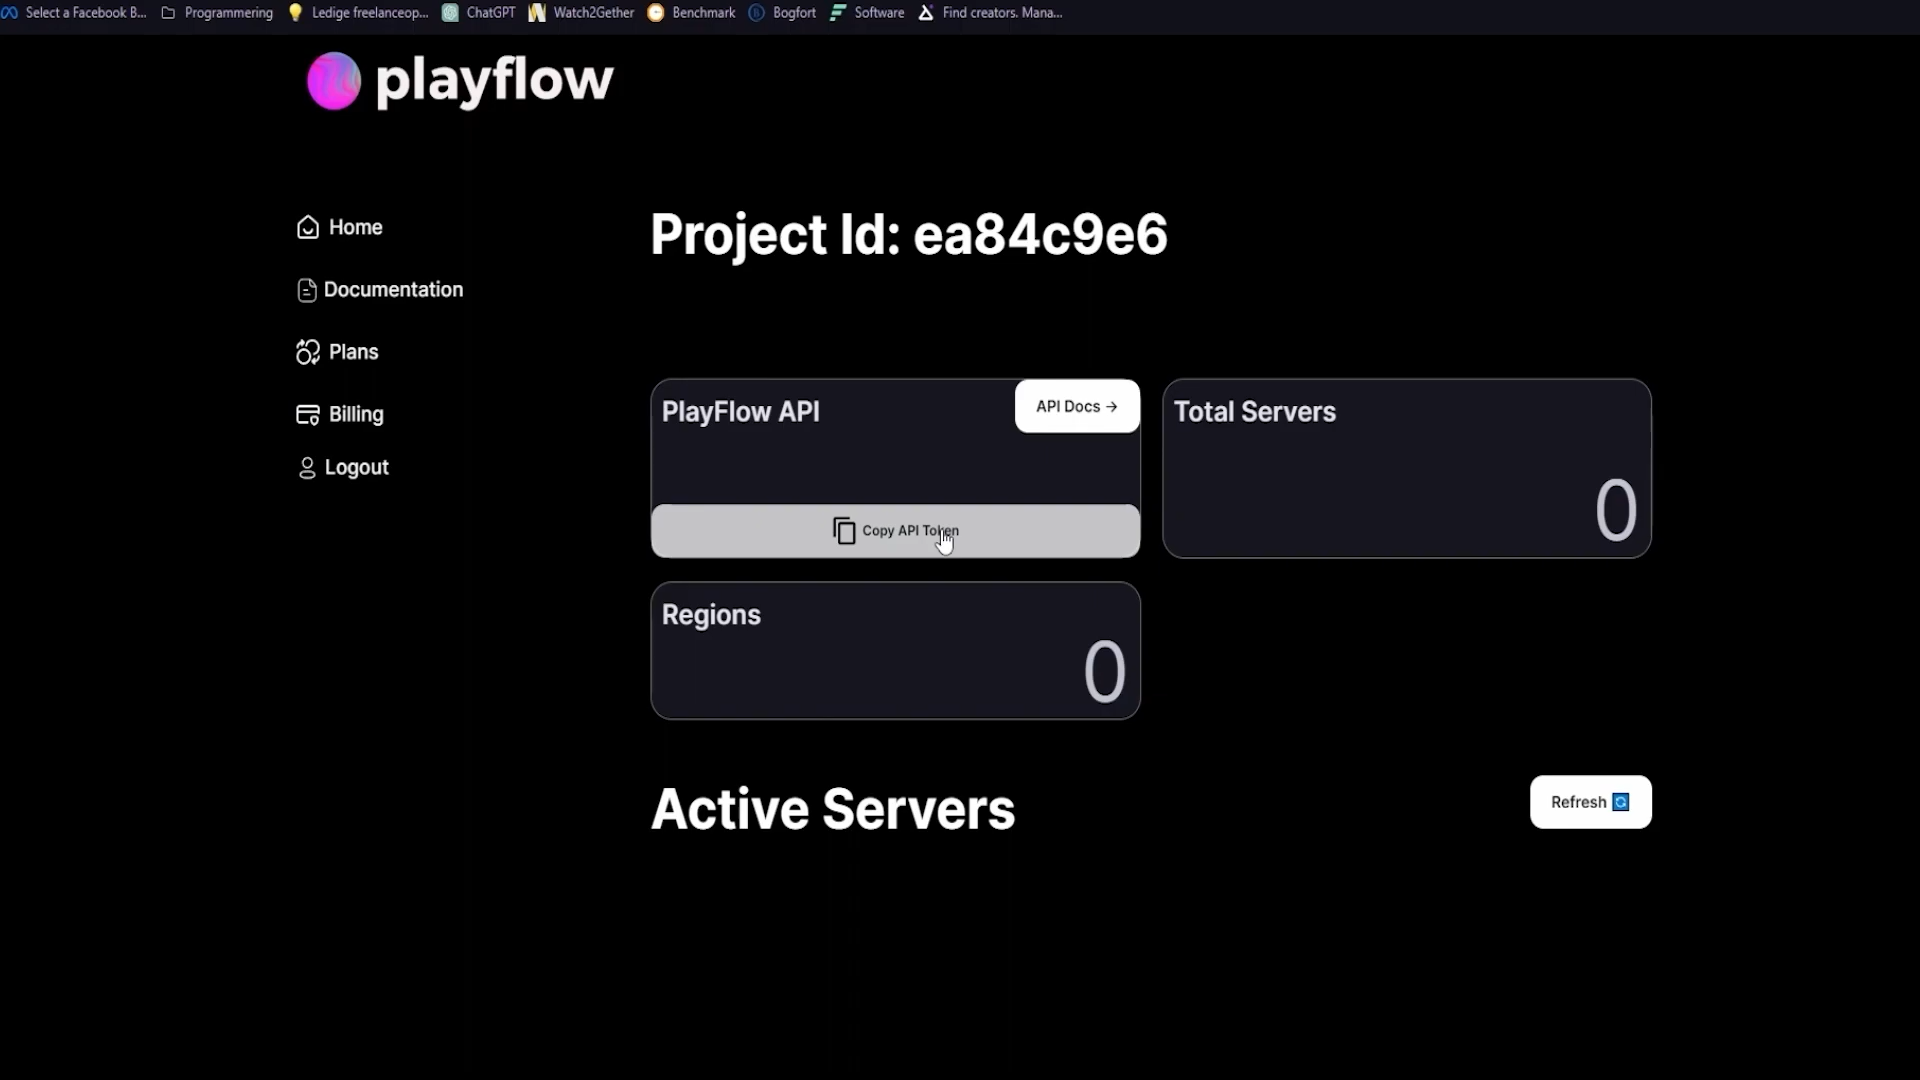 Select a Facebook B... Programmering Ledige freelanceop... ChatGPT Watch2Gether Benchmark Bogfort Software Find creators. Mana...
playflow
Home
Documentation
Plans
Billing
Logout
Project Id: ea84c9e6
PlayFlow API
API Docs →
Copy API Token
Total Servers
0
Regions
0
Active Servers
Refresh